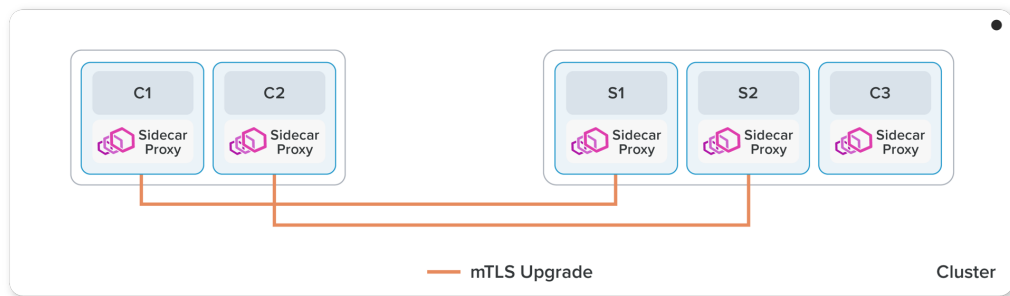 C1
Sidecar
Proxy
C2
Sidecar
Proxy
S1
Sidecar
Proxy
S2
Sidecar
Proxy
C3
Sidecar
Proxy
mTLS Upgrade
Cluster